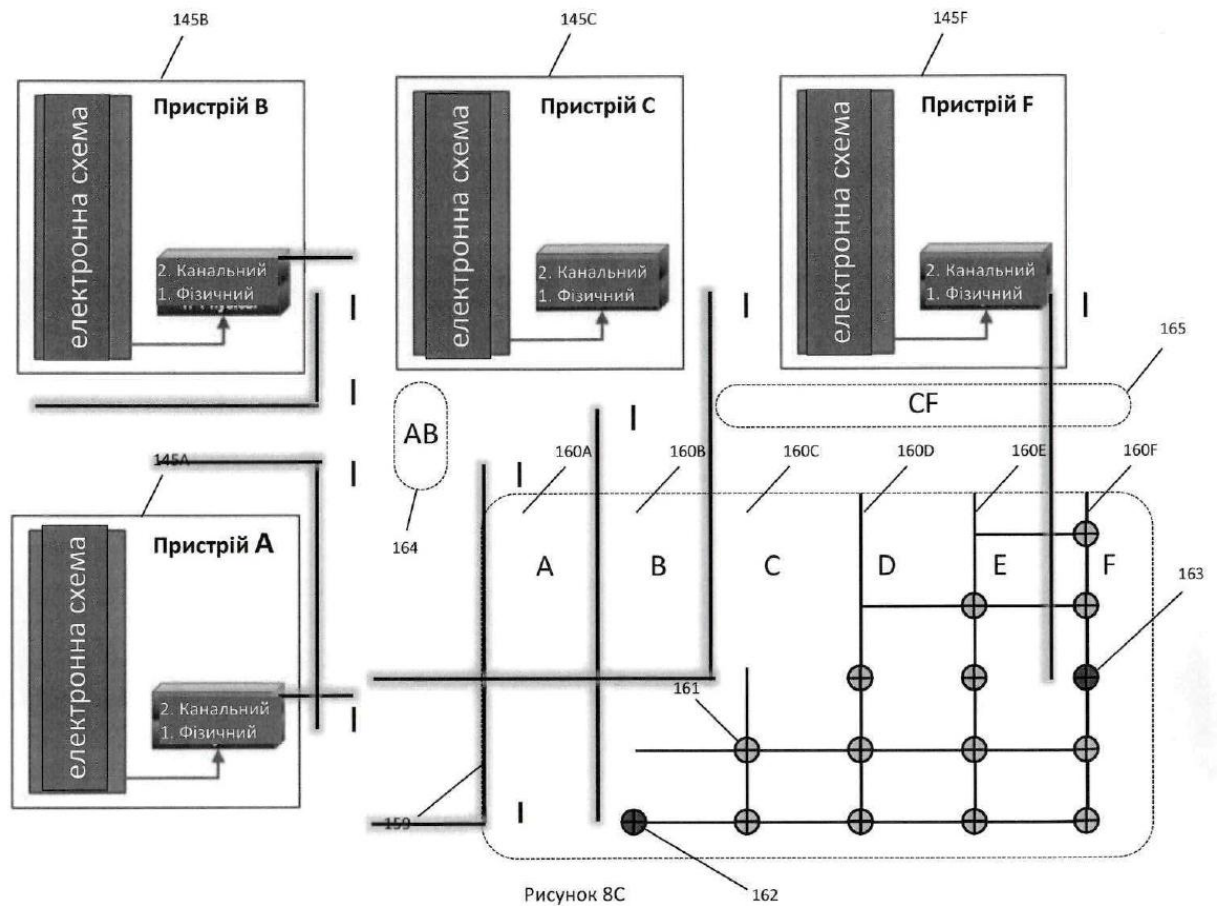 145B
145C
145F
Пристрій B
електронна схема
2. Канальний
1. Фізичний
Пристрій C
електронна схема
2. Канальний
1. Фізичний
Пристрій F
електронна схема
2. Канальний
1. Фізичний
165
CF
AB
164
145A
160A
160B
160C
160D
160E
160F
Пристрій A
електронна схема
2. Канальний
1. Фізичний
A
B
C
D
E
F
163
161
159
162
Рисунок 8C